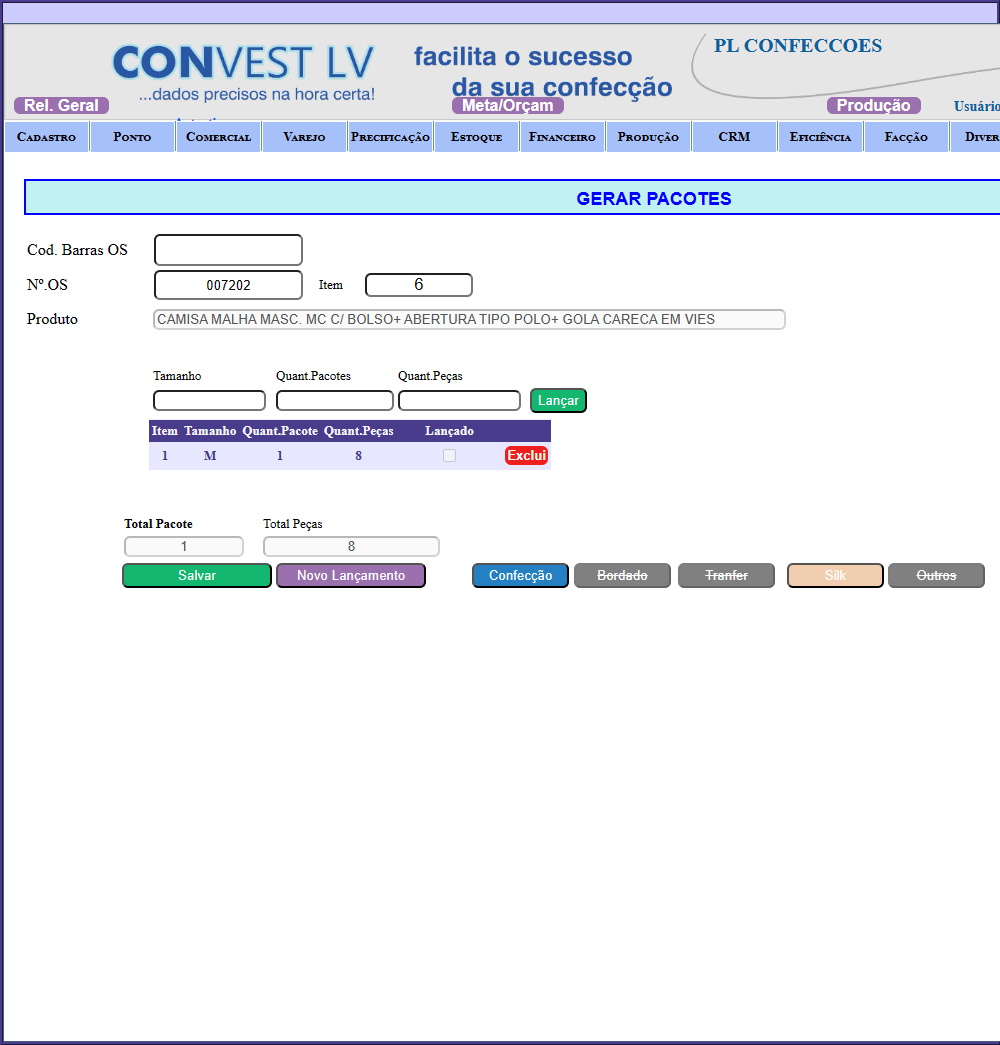 CONVEST LV
...dados precisos na hora certa!
facilita o sucesso
da sua confecção
PL CONFECCOES
Rel. Geral
Meta/Orçam
Produção
Usuário
CADASTRO PONTO COMERCIAL VAREJO PRECIFICAÇÃO ESTOQUE FINANCEIRO PRODUÇÃO CRM EFICIÊNCIA FACÇÃO DIVER
GERAR PACOTES
Cod. Barras OS
Nº.OS 007202 Item 6
Produto CAMISA MALHA MASC. MC C/ BOLSO+ ABERTURA TIPO POLO+ GOLA CARECA EM VIES
Tamanho Quant.Pacotes Quant.Peças
Lançar
Item Tamanho Quant.Pacote Quant.Peças Lançado
1 M 1 8 Exclui
Total Pacote Total Peças
1 8
Salvar Novo Lançamento Confecção Bordado Tranfer Silk Outros